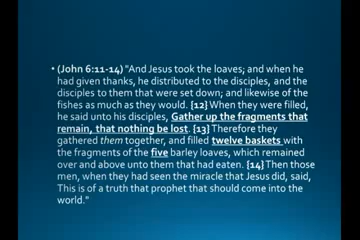 • (John 6:11-14) "And Jesus took the loaves; and when he
had given thanks, he distributed to the disciples, and the
disciples to them that were set down; and likewise of the
fishes as much as they would. {12} When they were filled,
he said unto his disciples, Gather up the fragments that
remain, that nothing be lost. {13} Therefore they
gathered them together, and filled twelve baskets with
the fragments of the five barley loaves, which remained
over and above unto them that had eaten. {14} Then those
men, when they had seen the miracle that Jesus did, said,
This is of a truth that prophet that should come into the
world."